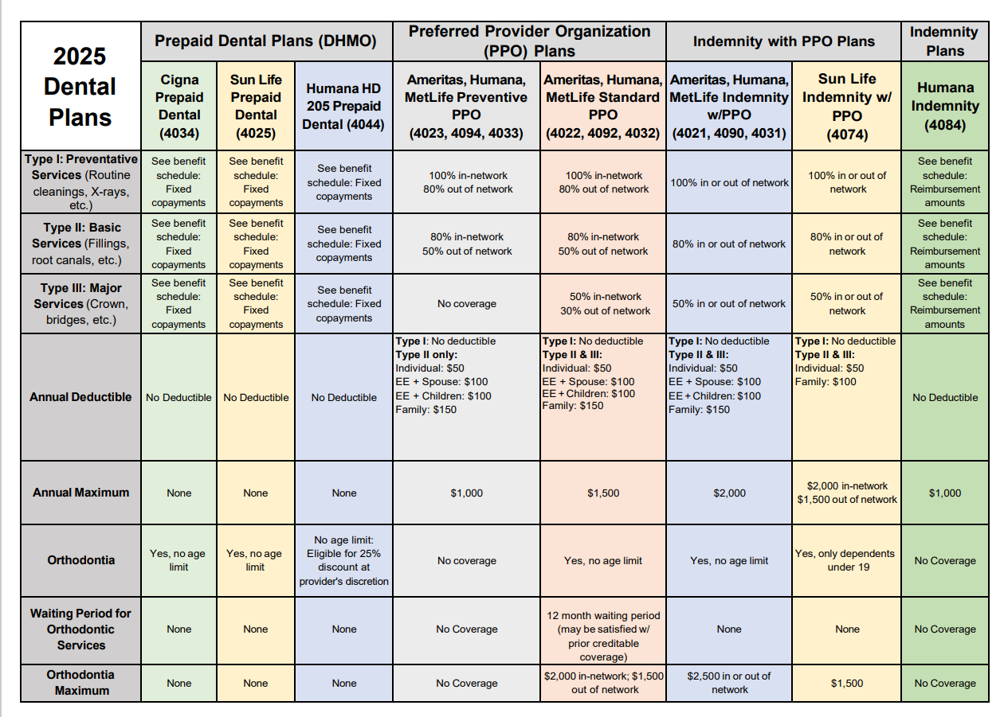 2025
Dental
Plans
Prepaid Dental Plans (DHMO)
Preferred Provider Organization
(PPO) Plans
Indemnity with PPO Plans
Indemnity
Plans
Cigna
Prepaid
Dental
(4034)
Sun Life
Prepaid
Dental
(4025)
Humana HD
205 Prepaid
Dental (4044)
Ameritas, Humana,
MetLife Preventive
PPO
(4023, 4094, 4033)
Ameritas, Humana,
MetLife Standard
PPO
(4022, 4092, 4032)
Ameritas, Humana,
MetLife Indemnity
w/PPO
(4021, 4090, 4031)
Sun Life
Indemnity w/
PPO
(4074)
Humana
Indemnity
(4084)
Type I: Preventative
Services (Routine
cleanings, X-rays,
etc.)
See benefit
schedule:
Fixed
copayments
See benefit
schedule:
Fixed
copayments
See benefit
schedule: Fixed
copayments
100% in-network
80% out of network
100% in-network
80% out of network
100% in or out of network
100% in or out of
network
See benefit
schedule:
Reimbursement
amounts
Type II: Basic
Services (Fillings,
root canals, etc.)
See benefit
schedule:
Fixed
copayments
See benefit
schedule:
Fixed
copayments
See benefit
schedule: Fixed
copayments
80% in-network
50% out of network
80% in-network
50% out of network
80% in or out of network
80% in or out of
network
See benefit
schedule:
Reimbursement
amounts
Type III: Major
Services (Crown,
bridges, etc.)
See benefit
schedule:
Fixed
copayments
See benefit
schedule:
Fixed
copayments
See benefit
schedule: Fixed
copayments
No coverage
50% in-network
30% out of network
50% in or out of network
50% in or out of
network
See benefit
schedule:
Reimbursement
amounts
Annual Deductible
No Deductible
No Deductible
No Deductible
Type I: No deductible
Type II only:
Individual: $50
EE + Spouse: $100
EE + Children: $100
Family: $150
Type I: No deductible
Type II & III:
Individual: $50
EE + Spouse: $100
EE + Children: $100
Family: $150
Type I: No deductible
Type II & III:
Individual: $50
EE + Spouse: $100
EE + Children: $100
Family: $150
Type I: No deductible
Type II & III:
Individual: $50
Family: $100
No Deductible
Annual Maximum
None
None
None
$1,000
$1,500
$2,000
$2,000 in-network
$1,500 out of network
$1,000
Orthodontia
Yes, no age
limit
Yes, no age
limit
No age limit:
Eligible for 25%
discount at
provider's discretion
No coverage
Yes, no age limit
Yes, no age limit
Yes, only dependents
under 19
No Coverage
Waiting Period for
Orthodontic
Services
None
None
None
No Coverage
12 month waiting period
(may be satisfied w/
prior creditable
coverage)
None
None
No Coverage
Orthodontia
Maximum
None
None
None
No Coverage
$2,000 in-network; $1,500
out of network
$2,500 in or out of
network
$1,500
No Coverage